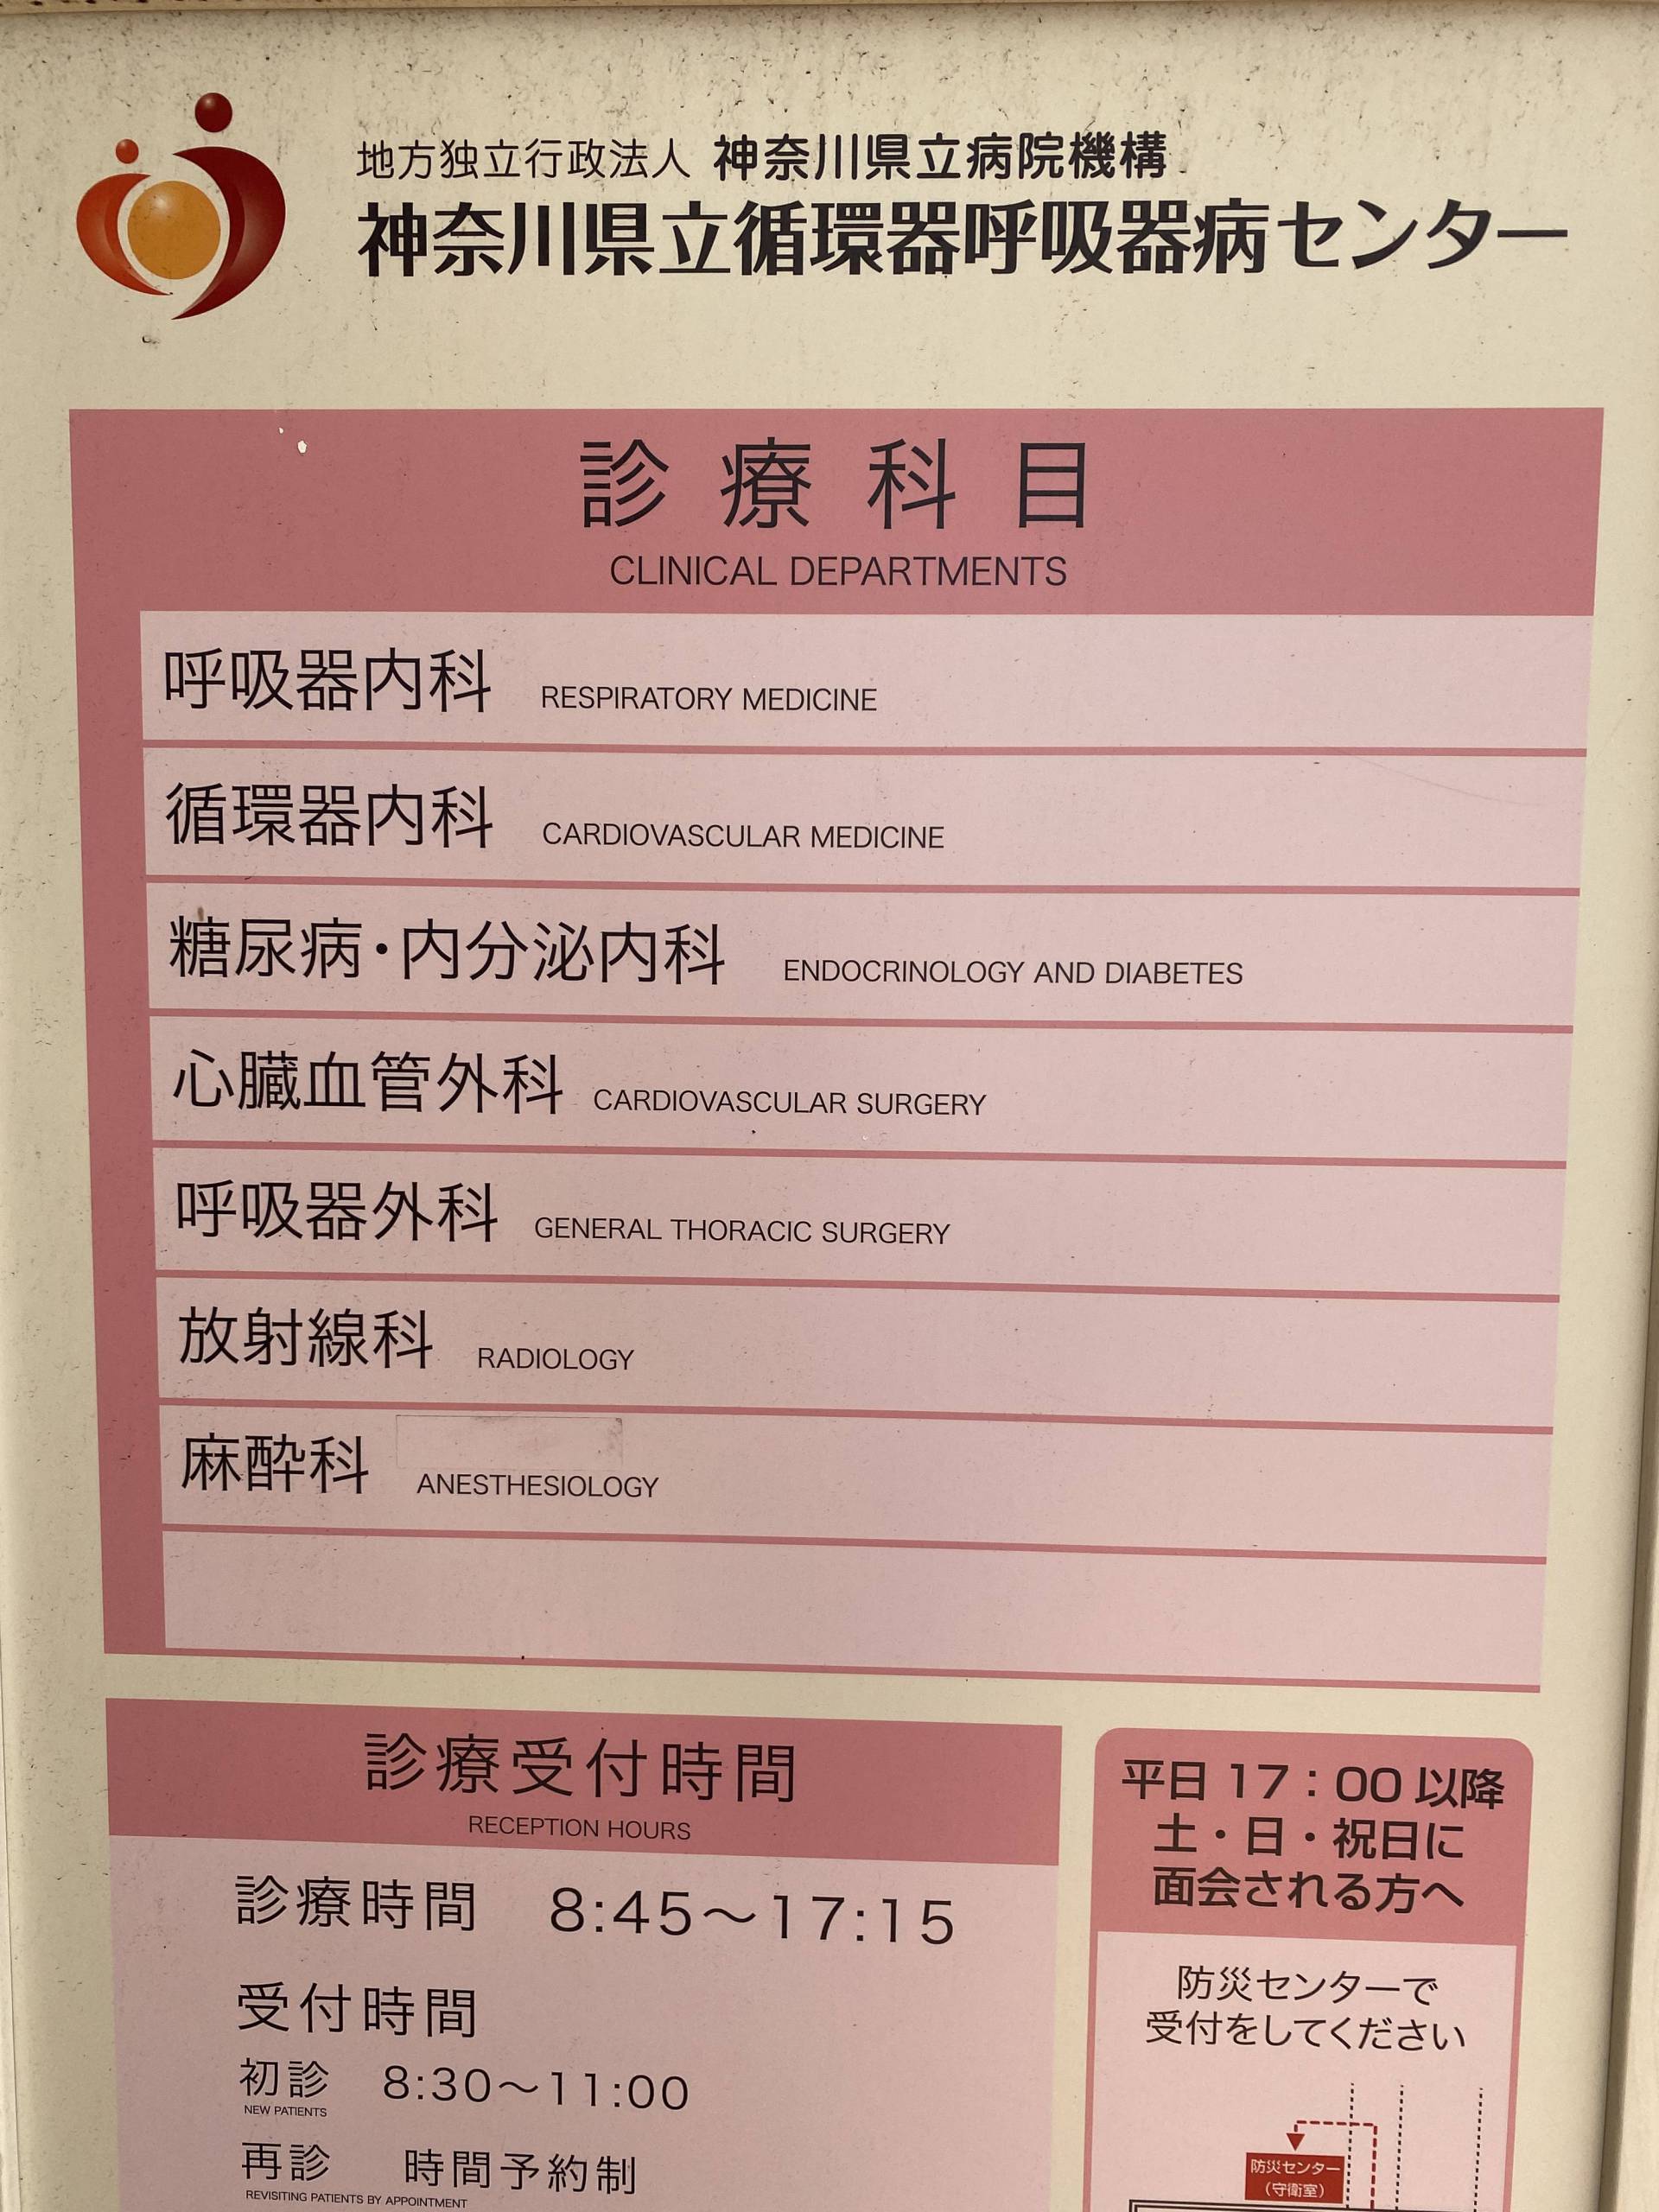 地方独立行政法人 神奈川県立病院機構
神奈川県立循環器呼吸器病センター
診療科目
CLINICAL DEPARTMENTS
呼吸器内科 RESPIRATORY MEDICINE
循環器内科 CARDIOVASCULAR MEDICINE
糖尿病・内分泌内科 ENDOCRINOLOGY AND DIABETES
心臓血管外科 CARDIOVASCULAR SURGERY
呼吸器外科 GENERAL THORACIC SURGERY
放射線科 RADIOLOGY
麻酔科 ANESTHESIOLOGY
診療受付時間
RECEPTION HOURS
診療時間 8:45〜17:15
受付時間
初診 8:30〜11:00
NEW PATIENTS
再診 時間予約制
REVISITING PATIENTS BY APPOINTMENT
平日 17：00 以降
土・日・祝日に
面会される方へ
防災センターで
受付をしてください
防災センター
（守衛室）